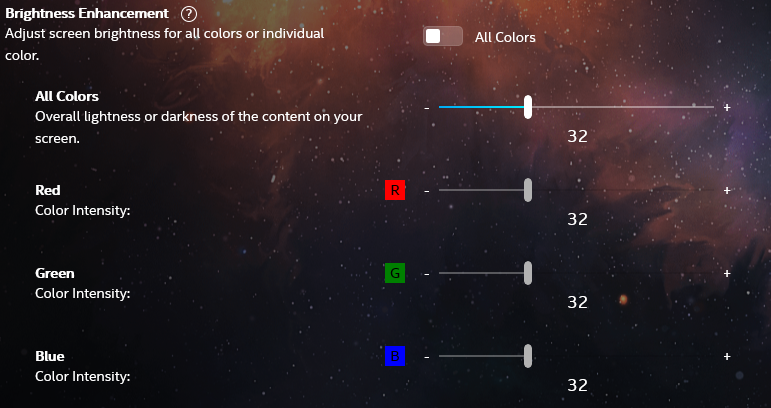 Brightness Enhancement ?
Adjust screen brightness for all colors or individual
color.
All Colors
All Colors
Overall lightness or darkness of the content on your
screen.
- +
32
Red
Color Intensity:
R - +
32
Green
Color Intensity:
G - +
32
Blue
Color Intensity:
B - +
32